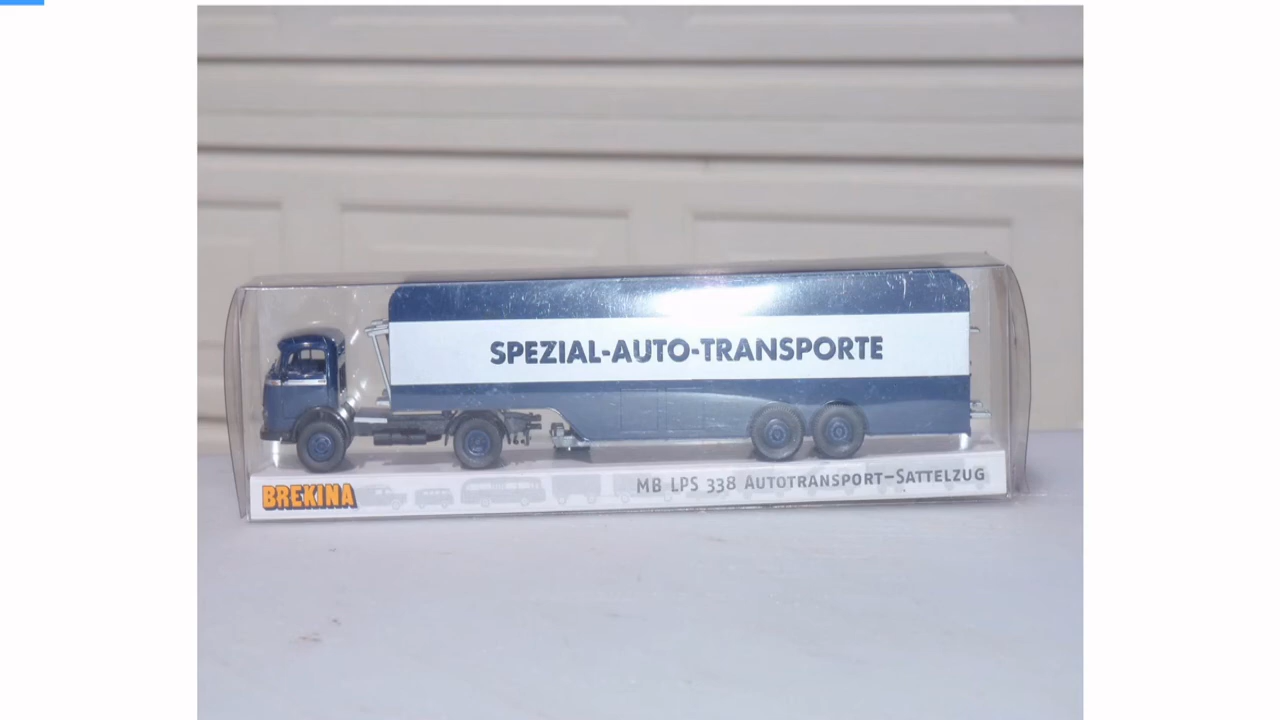 SPEZIAL-AUTO-TRANSPORTE
BREKINA
MB LPS 338 AUTOTRANSPORT-SATTELZUG